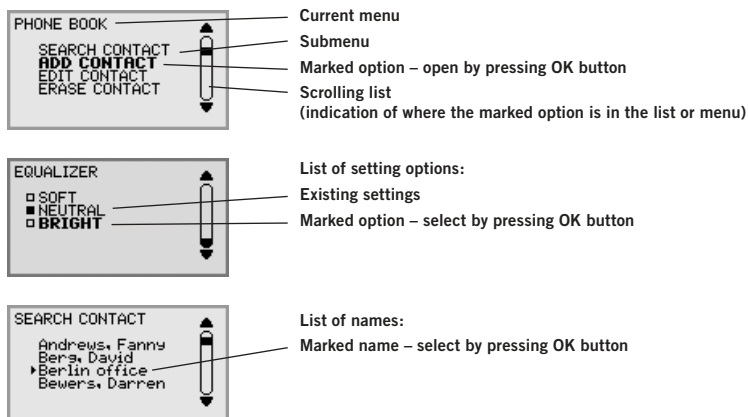 PHONE BOOK
SEARCH CONTACT
ADD CONTACT
EDIT CONTACT
ERASE CONTACT
Current menu
Submenu
Marked option – open by pressing OK button
Scrolling list
(indication of where the marked option is in the list or menu)
EQUALIZER
SOFT
NEUTRAL
BRIGHT
List of setting options:
Existing settings
Marked option – select by pressing OK button
SEARCH CONTACT
Andrews, Fanny
Berg, David
Berlin office
Bewers, Darren
List of names:
Marked name – select by pressing OK button